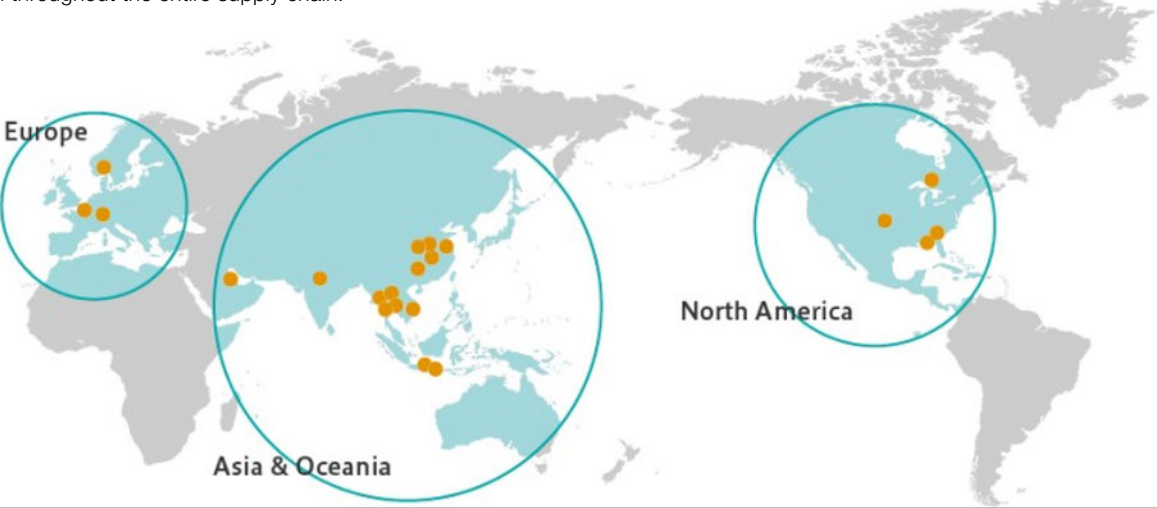 throughout the entire supply chain.
Europe
North America
Asia & Oceania